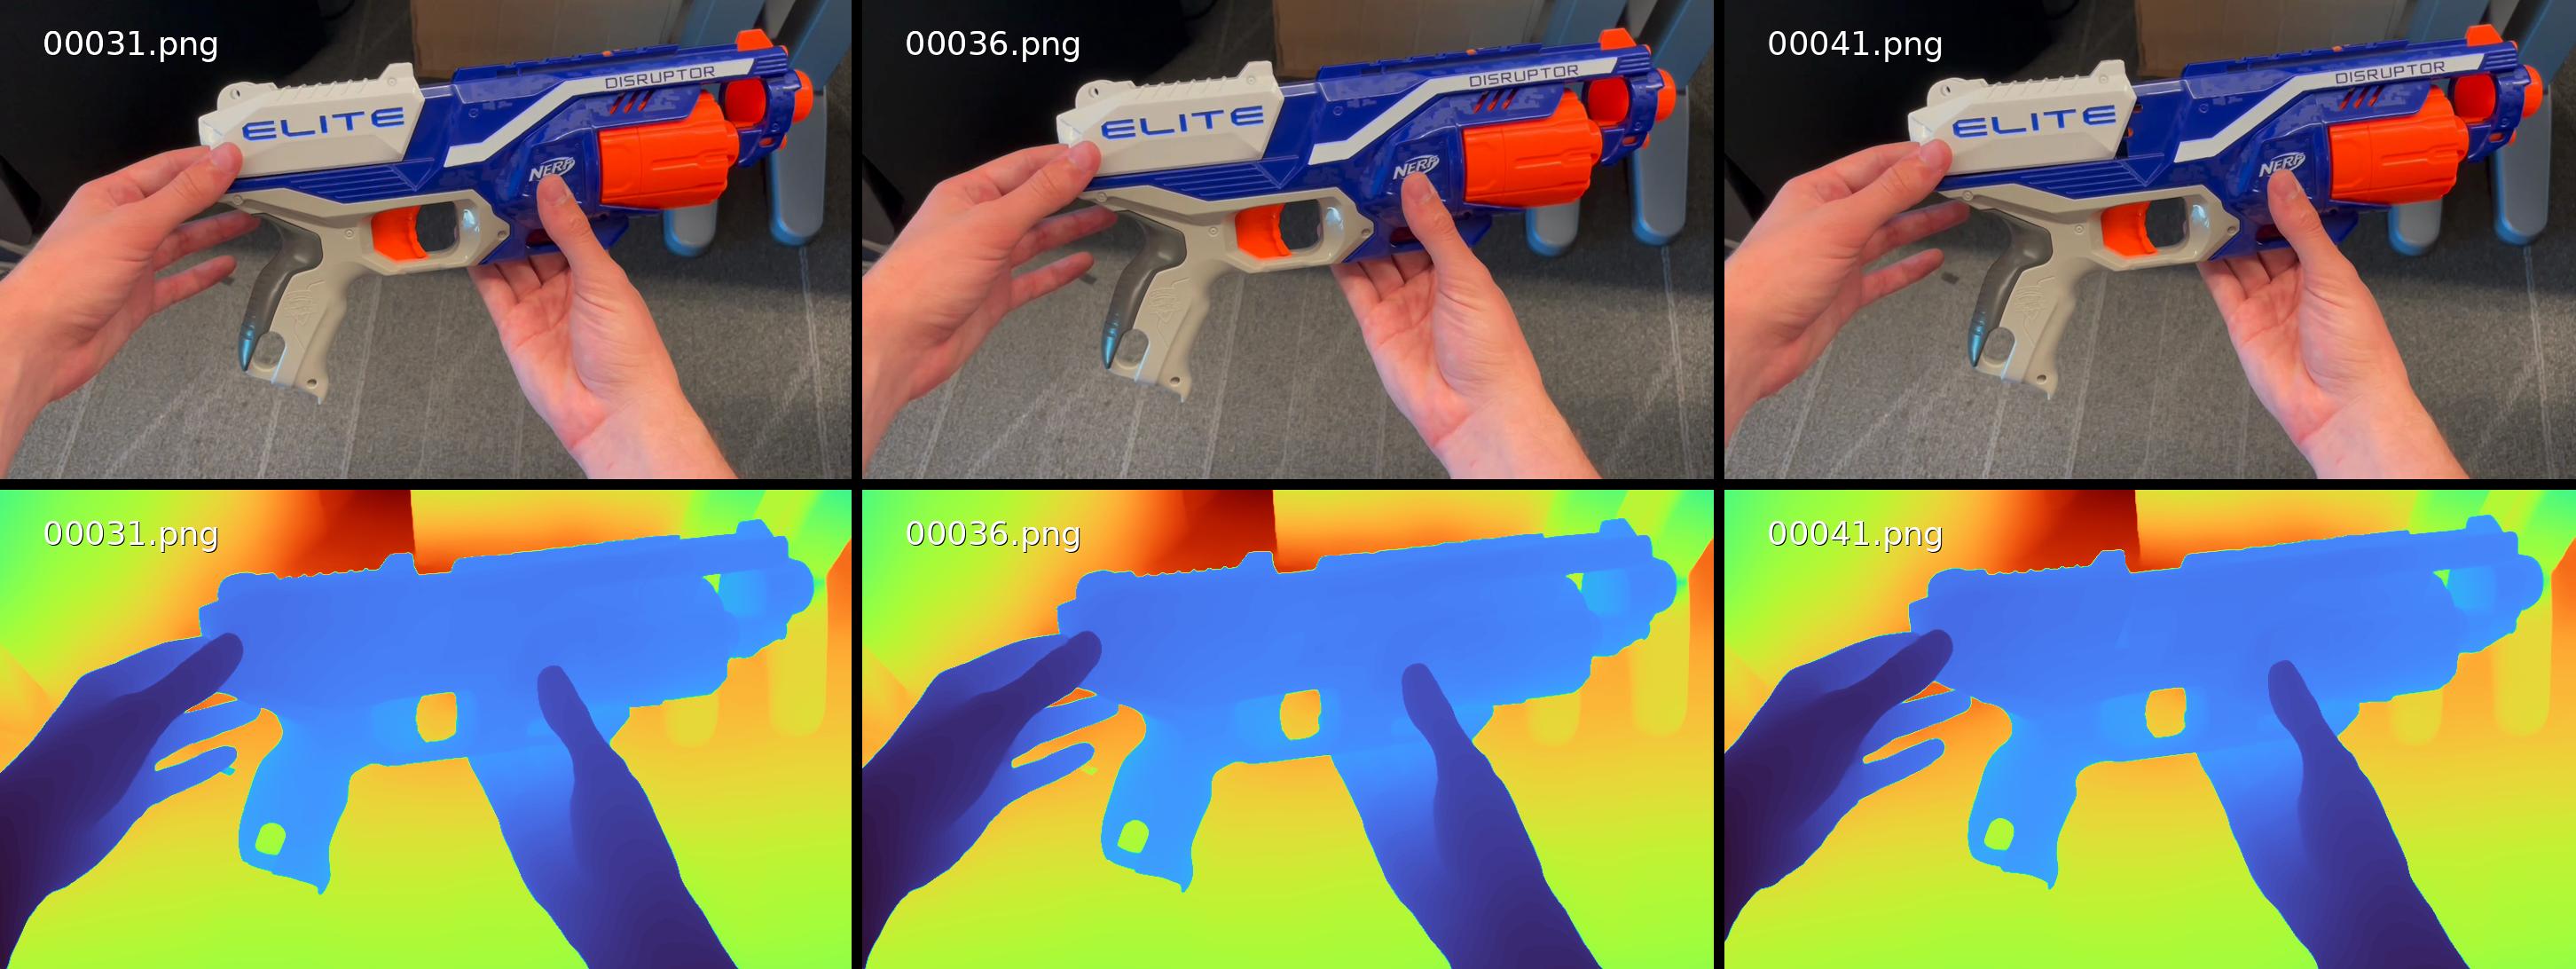 00031.png
DISRUPTOR
ELITE
NERF
00036.png
DISRUPTOR
ELITE
NERF
00041.png
DISRUPTOR
ELITE
NERF
00031.png
00036.png
00041.png